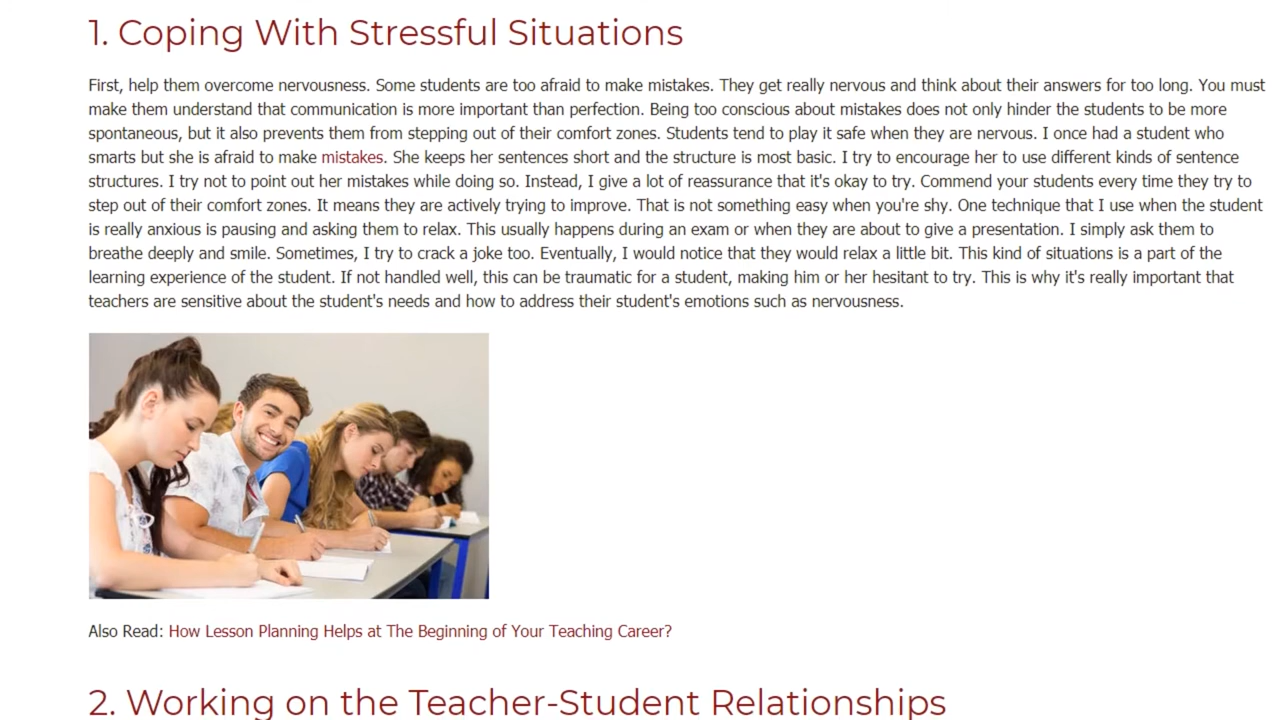 1. Coping With Stressful Situations
First, help them overcome nervousness. Some students are too afraid to make mistakes. They get really nervous and think about their answers for too long. You must
make them understand that communication is more important than perfection. Being too conscious about mistakes does not only hinder the students to be more
spontaneous, but it also prevents them from stepping out of their comfort zones. Students tend to play it safe when they are nervous. I once had a student who
smarts but she is afraid to make mistakes. She keeps her sentences short and the structure is most basic. I try to encourage her to use different kinds of sentence
structures. I try not to point out her mistakes while doing so. Instead, I give a lot of reassurance that it's okay to try. Commend your students every time they try to
step out of their comfort zones. It means they are actively trying to improve. That is not something easy when you're shy. One technique that I use when the student
is really anxious is pausing and asking them to relax. This usually happens during an exam or when they are about to give a presentation. I simply ask them to
breathe deeply and smile. Sometimes, I try to crack a joke too. Eventually, I would notice that they would relax a little bit. This kind of situations is a part of the
learning experience of the student. If not handled well, this can be traumatic for a student, making him or her hesitant to try. This is why it's really important that
teachers are sensitive about the student's needs and how to address their student's emotions such as nervousness.
Also Read: How Lesson Planning Helps at The Beginning of Your Teaching Career?
2. Working on the Teacher-Student Relationships